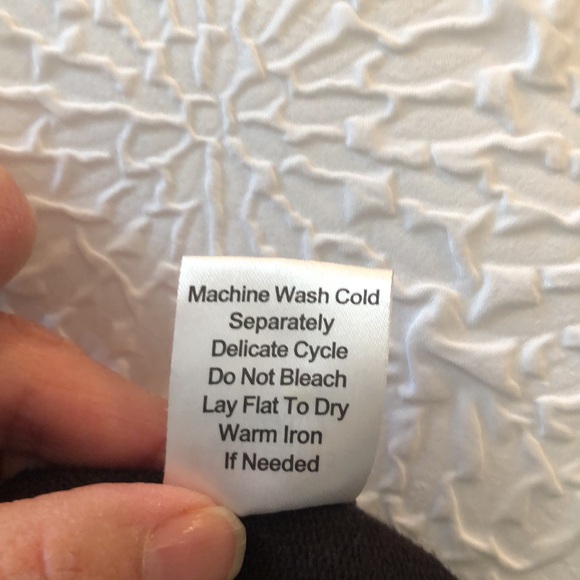 Machine Wash Cold
Separately
Delicate Cycle
Do Not Bleach
Lay Flat To Dry
Warm Iron
If Needed